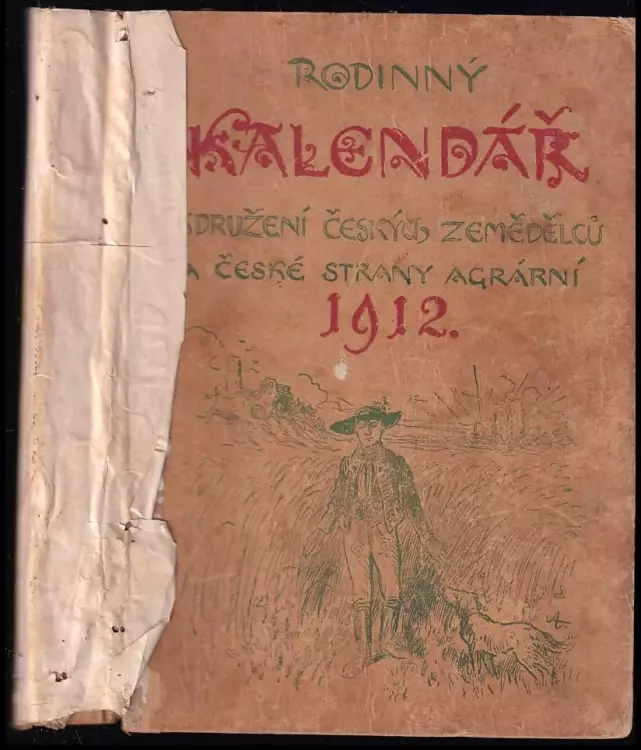 RODINNÝ
KALENDÁŘ
SDRUŽENÍ ČESKÝCH ZEMĚDĚLCŮ
A ČESKÉ STRANY AGRÁRNÍ
1912.